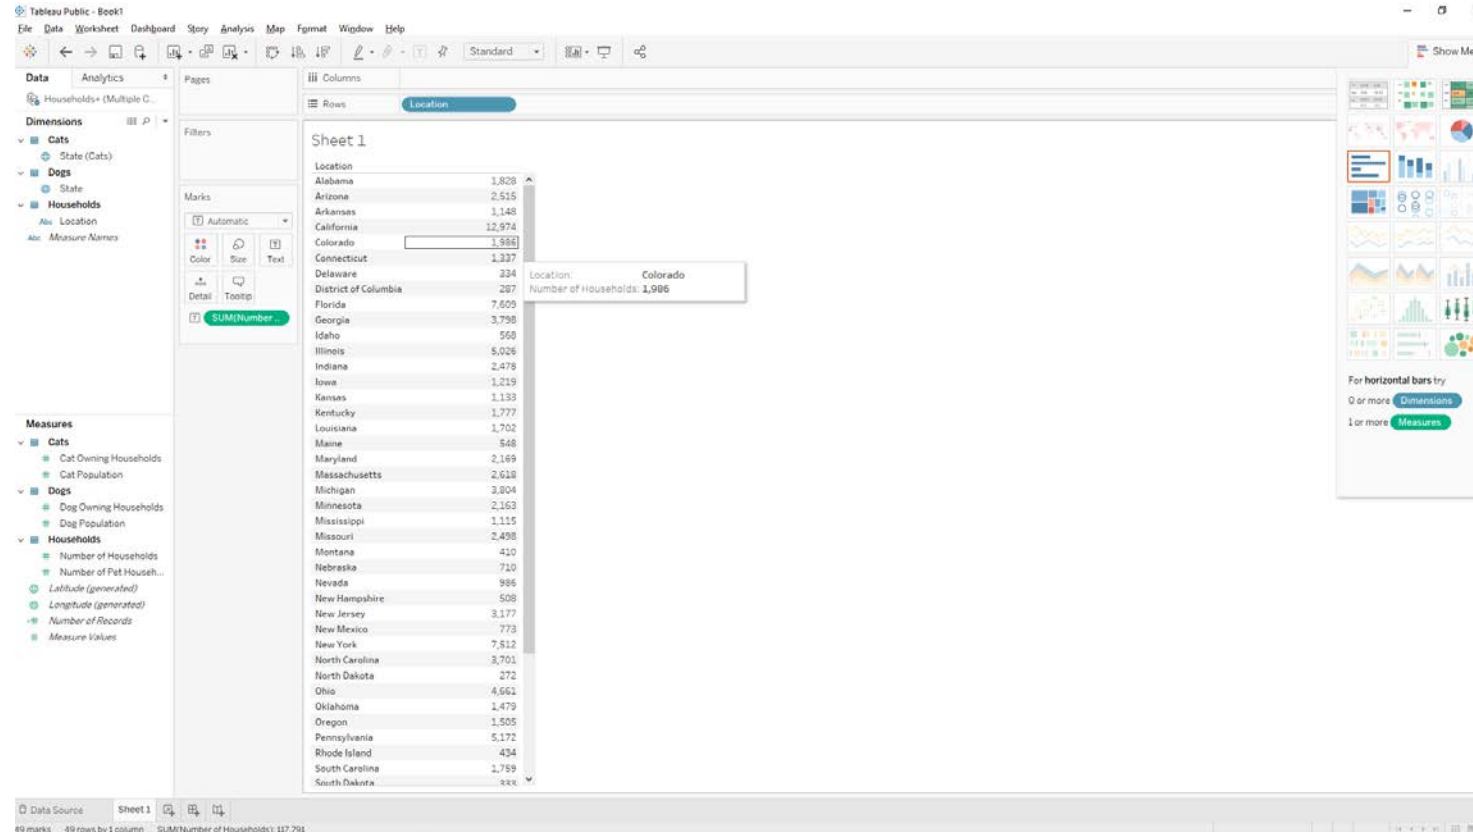 Tableau Public - Book1
File Data Worksheet Dashboard Story Analysis Map Format Window Help
Standard
Show Me
Data Analytics
Households+ (Multiple C...
Dimensions
Cats
State (Cats)
Dogs
State
Households
Abc Location
Abc Measure Names
Measures
Cats
# Cat Owning Households
# Cat Population
Dogs
# Dog Owning Households
# Dog Population
Households
# Number of Households
# Number of Pet Househ...
Latitude (generated)
Longitude (generated)
Number of Records
# Measure Values
Pages
Filters
Marks
Automatic
Color Size Text
Detail Tooltip
SUM(Number ..
Columns
Rows Location
Sheet 1
Location
Alabama 1,828
Arizona 2,515
Arkansas 1,148
California 12,974
Colorado 1,986
Connecticut 1,337
Delaware 334
District of Columbia 287
Florida 7,609
Georgia 3,798
Idaho 568
Illinois 5,026
Indiana 2,478
Iowa 1,219
Kansas 1,133
Kentucky 1,777
Louisiana 1,702
Maine 548
Maryland 2,169
Massachusetts 2,618
Michigan 3,804
Minnesota 2,163
Mississippi 1,115
Missouri 2,498
Montana 410
Nebraska 710
Nevada 986
New Hampshire 508
New Jersey 3,177
New Mexico 773
New York 7,512
North Carolina 3,701
North Dakota 272
Ohio 4,661
Oklahoma 1,479
Oregon 1,505
Pennsylvania 5,172
Rhode Island 434
South Carolina 1,759
South Dakota 333
Location: Colorado
Number of Households: 1,986
For horizontal bars try
0 or more Dimensions
1 or more Measures
Data Source Sheet 1
49 marks 49 rows by 1 column SUM(Number of Households): 117,791